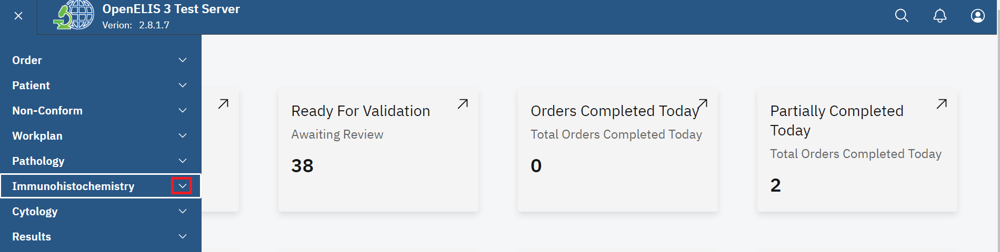 OpenELIS 3 Test Server
Verion: 2.8.1.7
Order
Patient
Non-Conform
Workplan
Pathology
Immunohistochemistry
Cytology
Results
Ready For Validation
Awaiting Review
38
Orders Completed Today
Total Orders Completed Today
0
Partially Completed
Today
Total Orders Completed Today
2